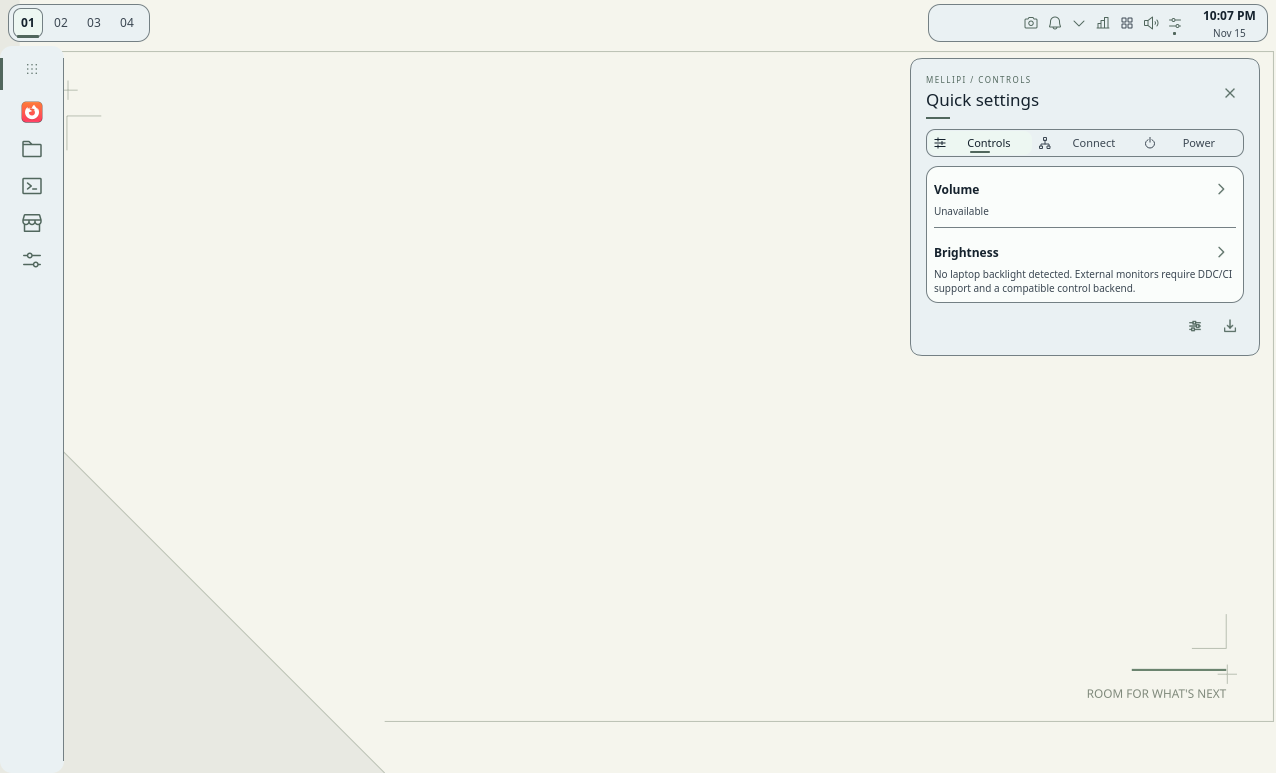 01 02 03 04
10:07 PM
Nov 15
MELLIPI / CONTROLS
Quick settings
Controls Connect Power
Volume
Unavailable
Brightness
No laptop backlight detected. External monitors require DDC/CI
support and a compatible control backend.
ROOM FOR WHAT'S NEXT